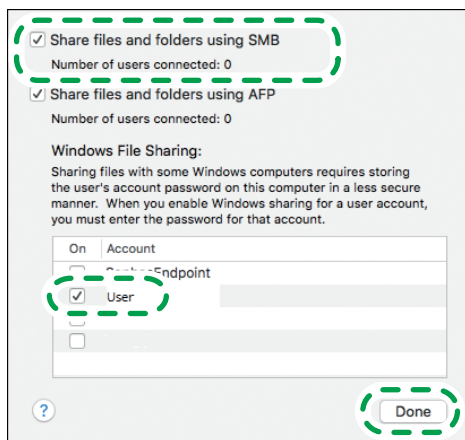 Share files and folders using SMB
Number of users connected: 0
Share files and folders using AFP
Number of users connected: 0
Windows File Sharing:
Sharing files with some Windows computers requires storing
the user's account password on this computer in a less secure
manner. When you enable Windows sharing for a user account,
you must enter the password for that account.
On Account
SophosEndpoint
User
?
Done